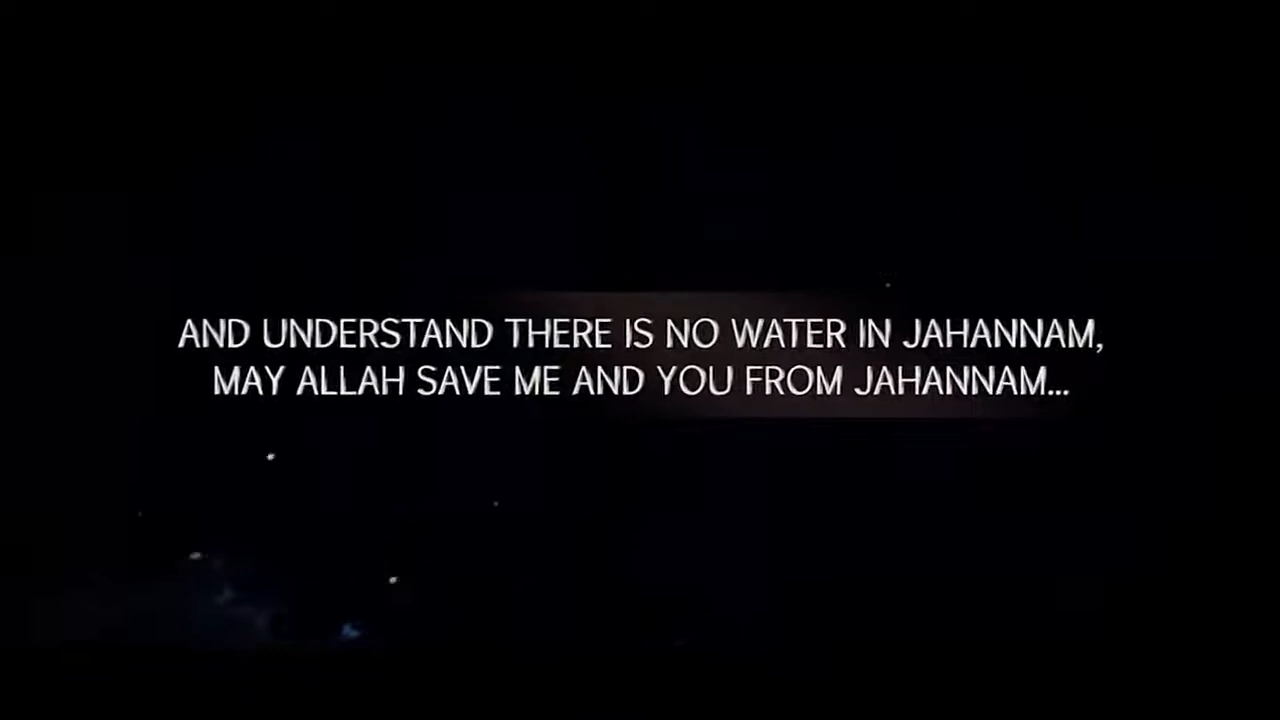 AND UNDERSTAND THERE IS NO WATER IN JAHANNAM,
MAY ALLAH SAVE ME AND YOU FROM JAHANNAM...